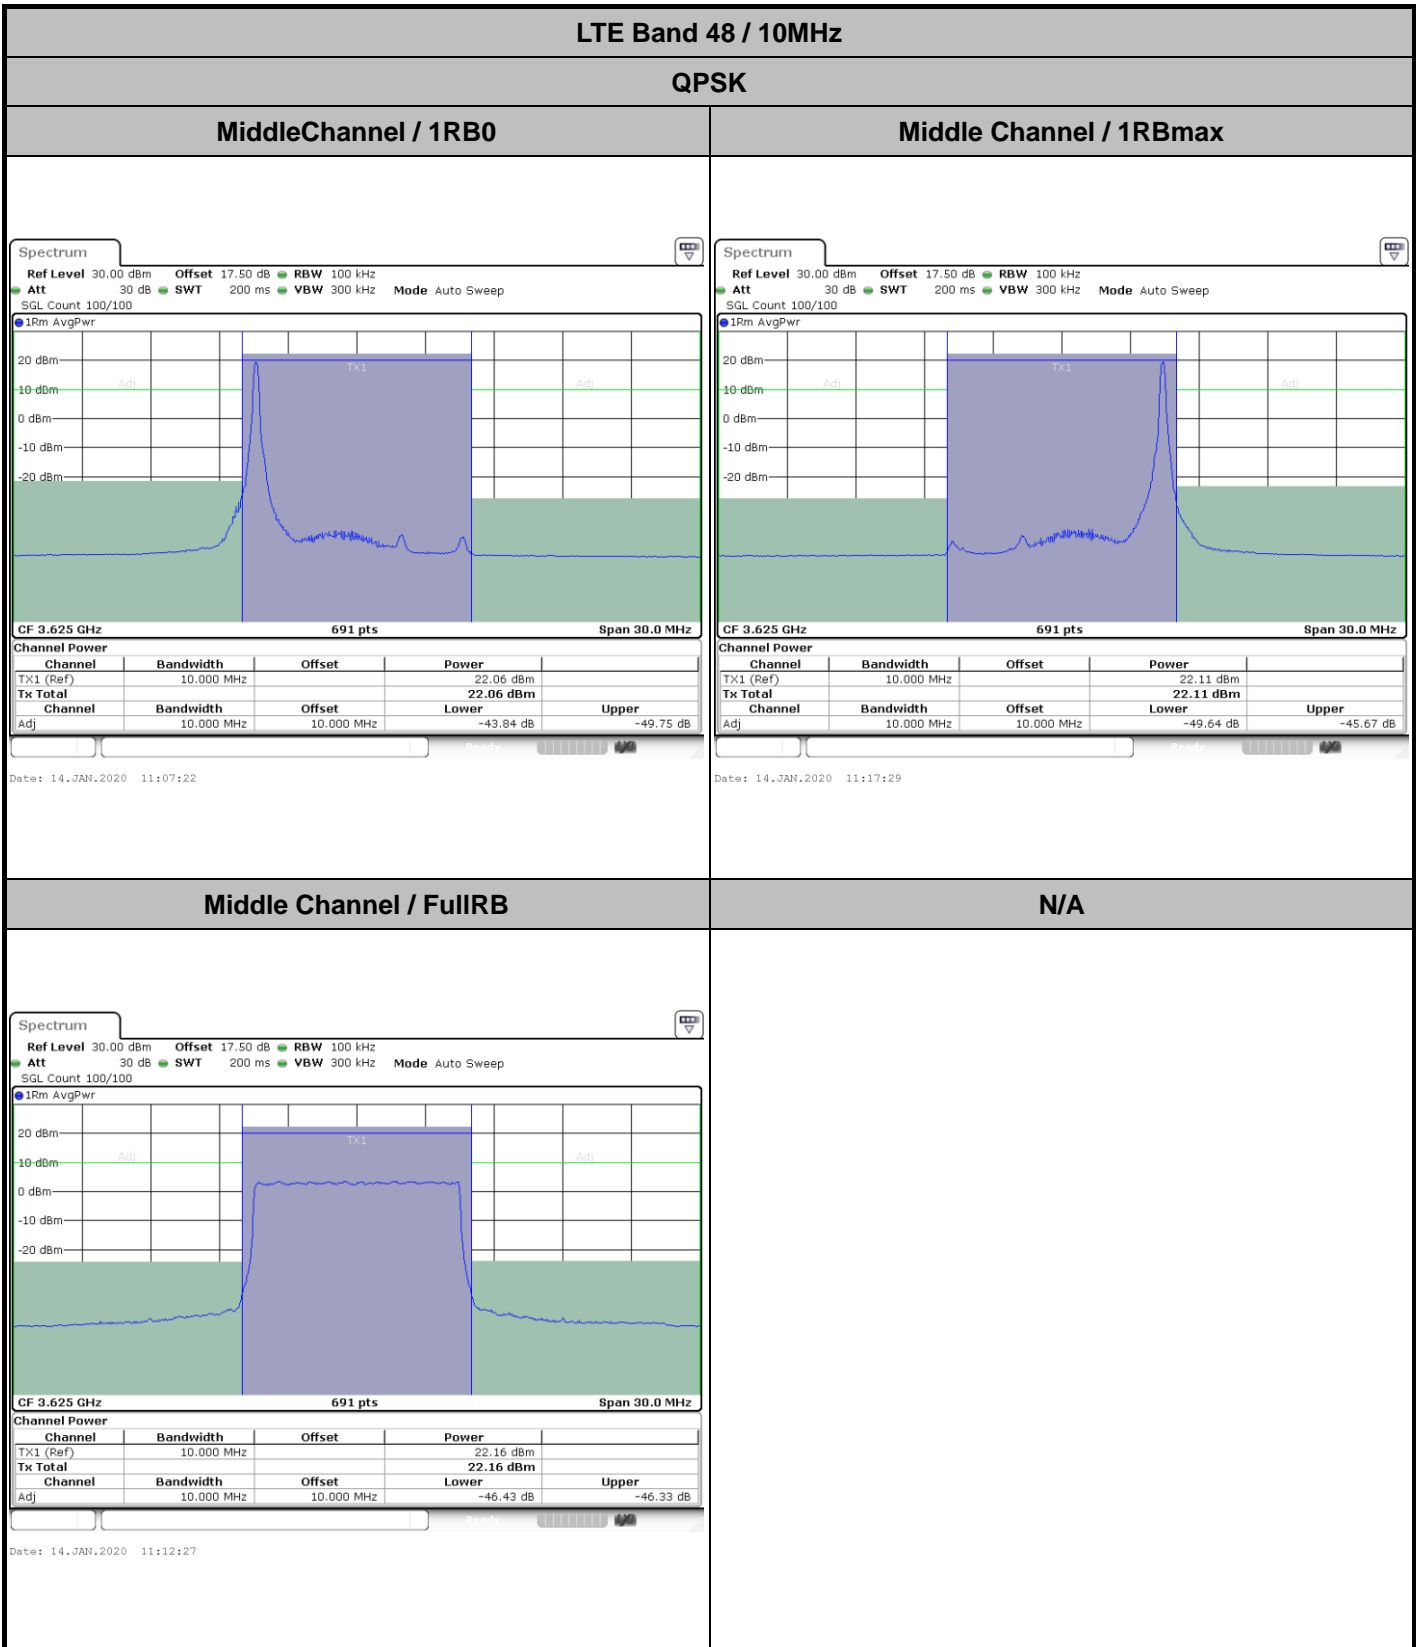 LTE Band 48 / 10MHz
QPSK
MiddleChannel / 1RB0
Middle Channel / 1RBmax
Spectrum
Ref Level 30.00 dBm Offset 17.50 dB RBW 100 kHz
Att 30 dB SWT 200 ms VBW 300 kHz Mode Auto Sweep
SGL Count 100/100
1Rm AvgPwr
20 dBm
TX1
Adj
Adj
10 dBm
0 dBm
-10 dBm
-20 dBm
CF 3.625 GHz 691 pts Span 30.0 MHz
Channel Power
Channel Bandwidth Offset Power
TX1 (Ref) 10.000 MHz 22.06 dBm
Tx Total 22.06 dBm
Channel Bandwidth Offset Lower Upper
Adj 10.000 MHz 10.000 MHz -43.84 dB -49.75 dB
Ready
Date: 14.JAN.2020 11:07:22
Spectrum
Ref Level 30.00 dBm Offset 17.50 dB RBW 100 kHz
Att 30 dB SWT 200 ms VBW 300 kHz Mode Auto Sweep
SGL Count 100/100
1Rm AvgPwr
20 dBm
TX1
Adj
Adj
10 dBm
0 dBm
-10 dBm
-20 dBm
CF 3.625 GHz 691 pts Span 30.0 MHz
Channel Power
Channel Bandwidth Offset Power
TX1 (Ref) 10.000 MHz 22.11 dBm
Tx Total 22.11 dBm
Channel Bandwidth Offset Lower Upper
Adj 10.000 MHz 10.000 MHz -49.64 dB -45.67 dB
Ready
Date: 14.JAN.2020 11:17:29
Middle Channel / FullRB
N/A
Spectrum
Ref Level 30.00 dBm Offset 17.50 dB RBW 100 kHz
Att 30 dB SWT 200 ms VBW 300 kHz Mode Auto Sweep
SGL Count 100/100
1Rm AvgPwr
20 dBm
TX1
Adj
Adj
10 dBm
0 dBm
-10 dBm
-20 dBm
CF 3.625 GHz 691 pts Span 30.0 MHz
Channel Power
Channel Bandwidth Offset Power
TX1 (Ref) 10.000 MHz 22.16 dBm
Tx Total 22.16 dBm
Channel Bandwidth Offset Lower Upper
Adj 10.000 MHz 10.000 MHz -46.43 dB -46.33 dB
Ready
Date: 14.JAN.2020 11:12:27